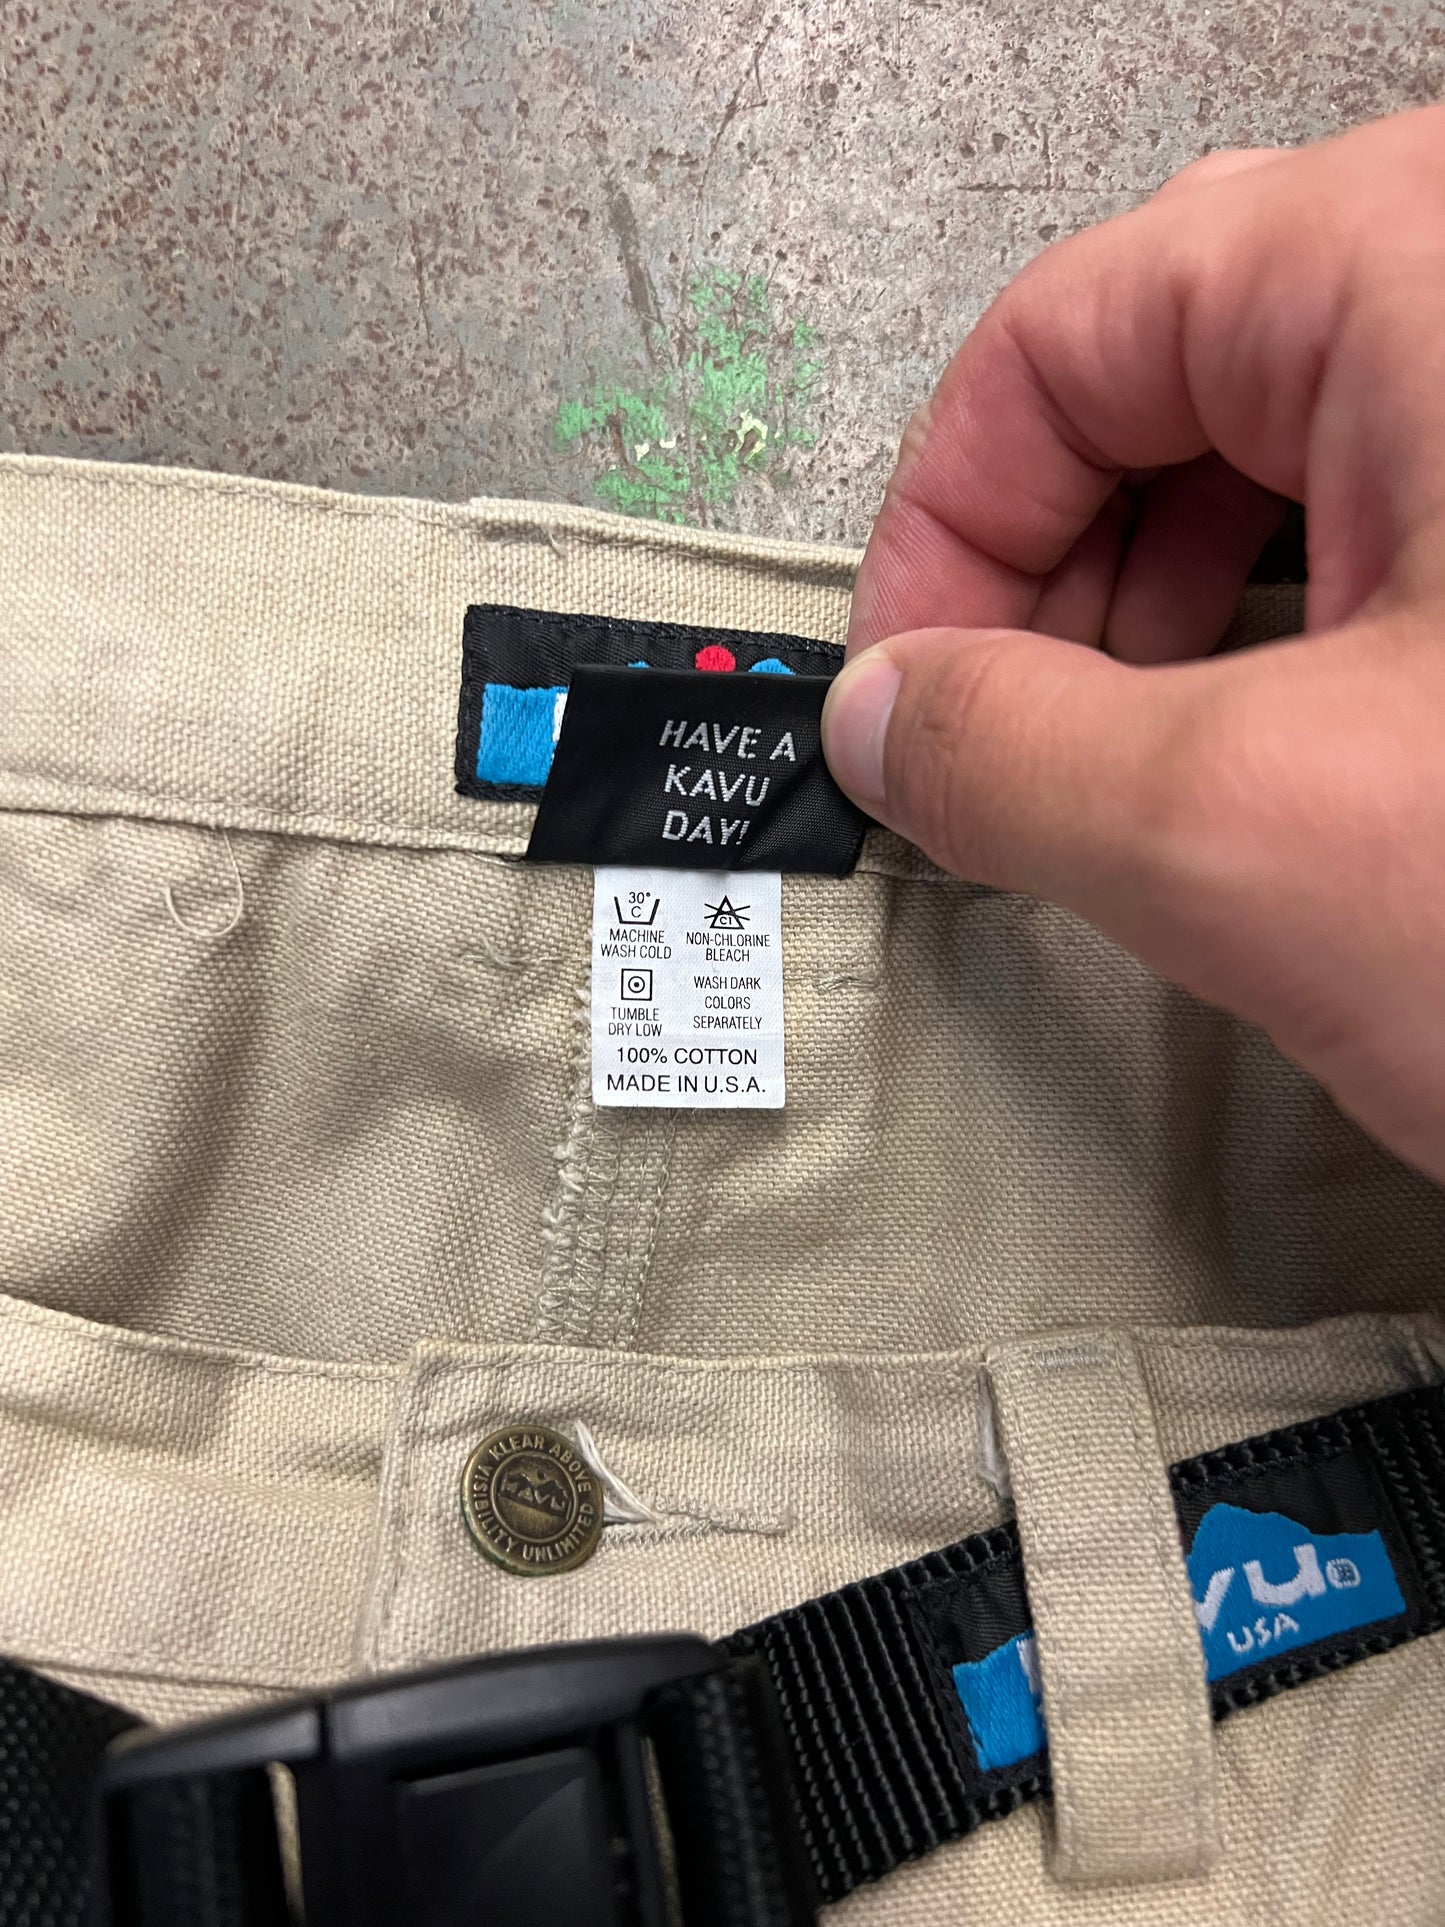 HAVE A
KAVU
DAY!
30°
C
MACHINE
WASH COLD
Cl
NON-CHLORINE
BLEACH
TUMBLE
DRY LOW
WASH DARK
COLORS
SEPARATELY
100% COTTON
MADE IN U.S.A.
KLEAR ABOVE
VISIBILITY UNLIMITED
KAVU
vu
USA